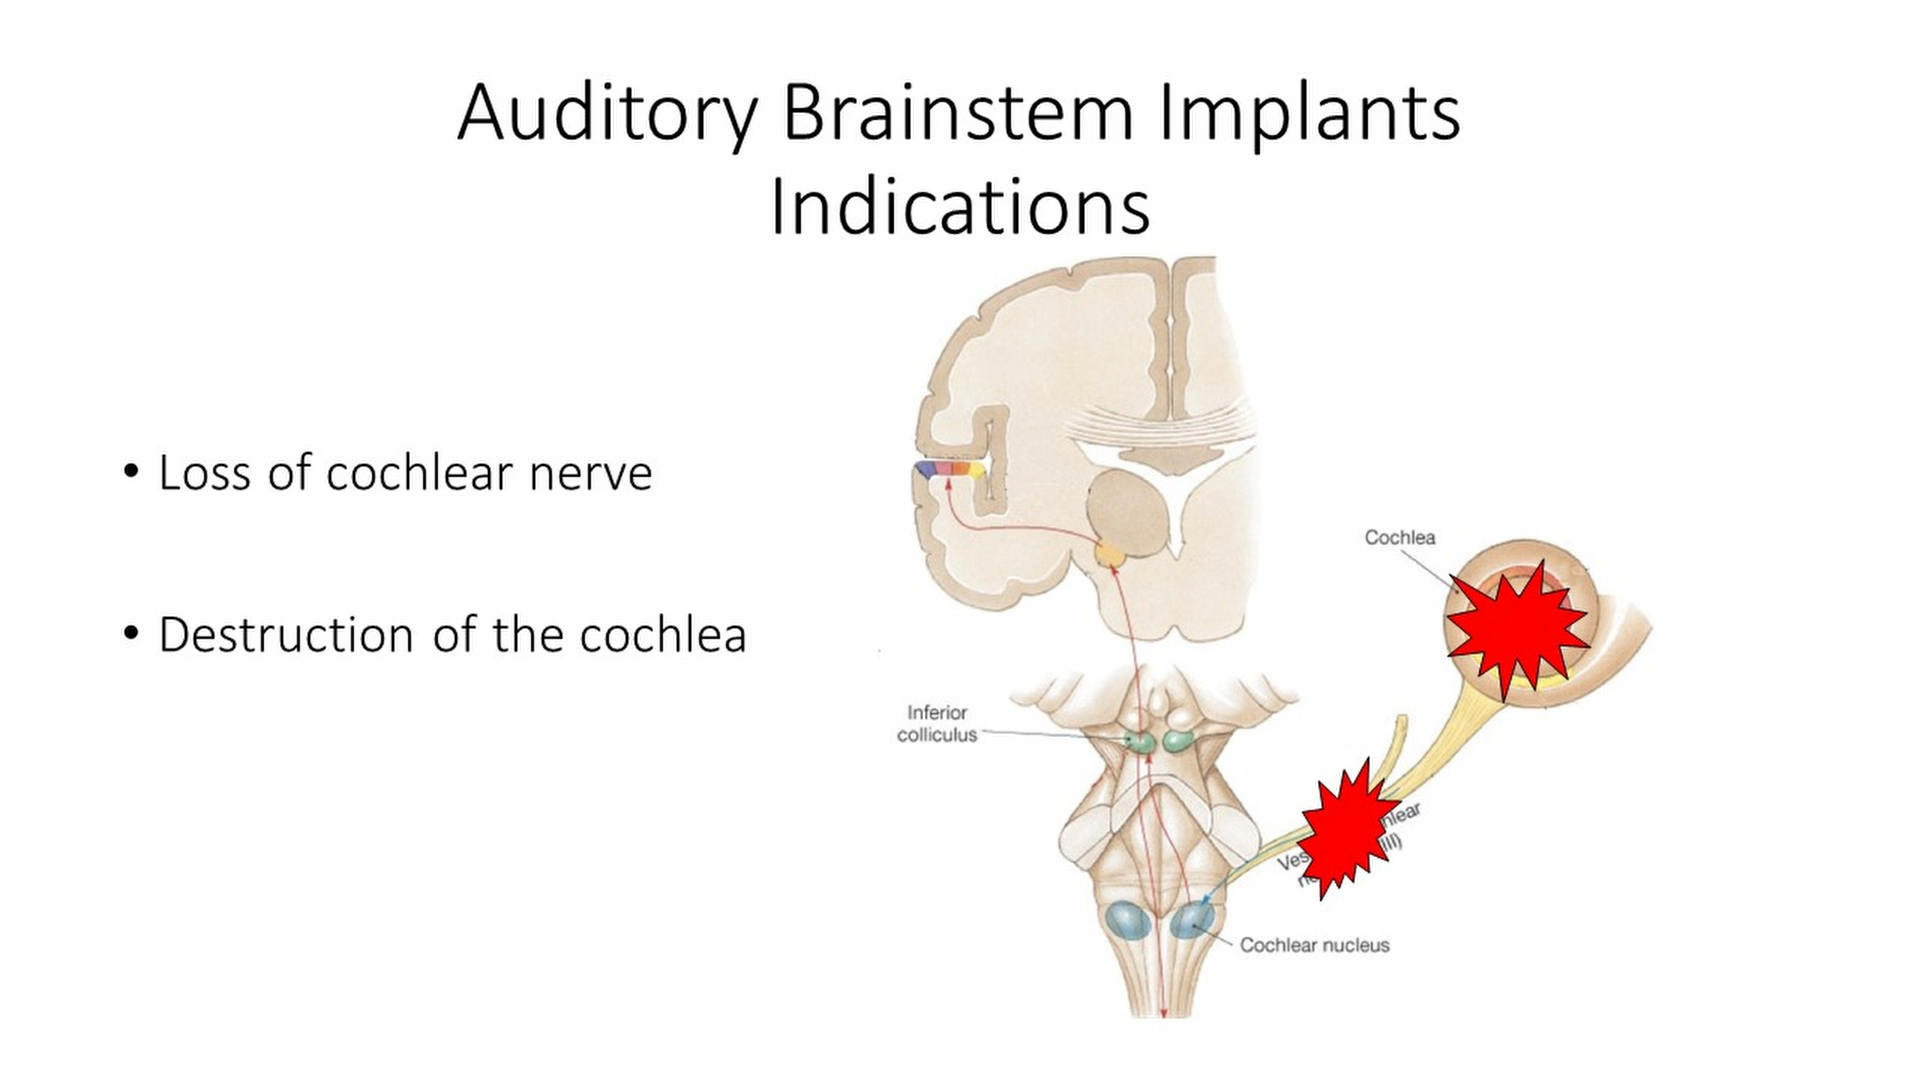 Auditory Brainstem Implants
Indications
• Loss of cochlear nerve
• Destruction of the cochlea
Cochlea
Inferior
colliculus
Cochlear nucleus